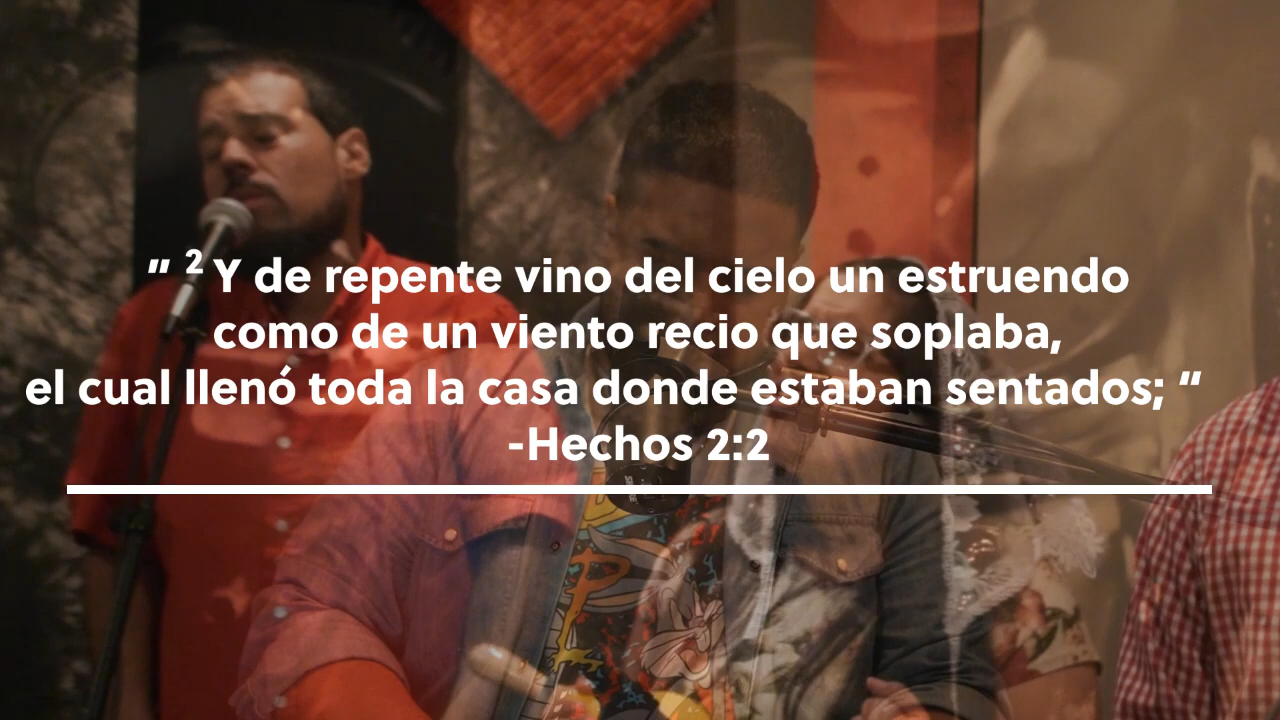 " 2 Y de repente vino del cielo un estruendo
como de un viento recio que soplaba,
el cual llenó toda la casa donde estaban sentados; “
-Hechos 2:2